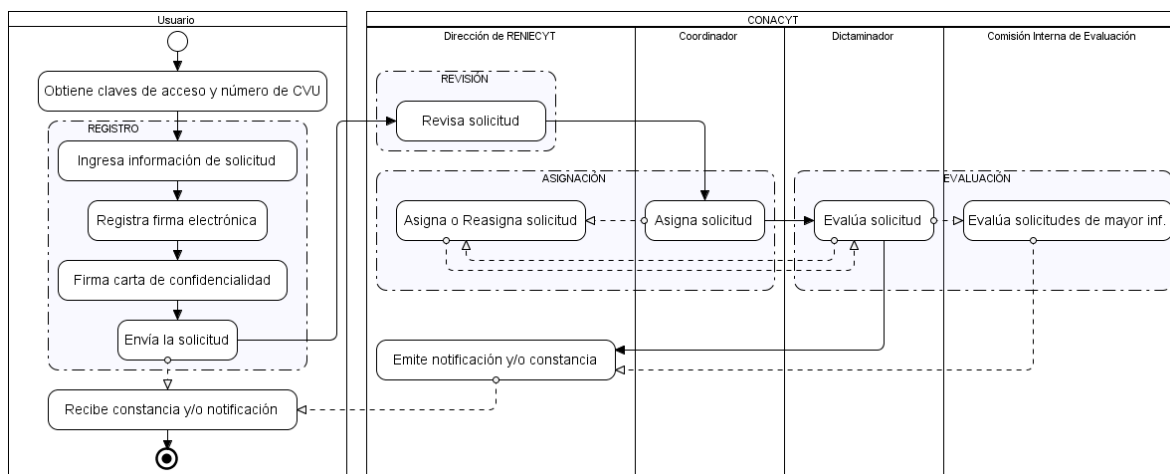 Usuario
CONACYT
Dirección de RENIECYT
Coordinador
Dictaminador
Comisión Interna de Evaluación
Obtiene claves de acceso y número de CVU
REGISTRO
Ingresa información de solicitud
Registra firma electrónica
Firma carta de confidencialidad
Envía la solicitud
Recibe constancia y/o notificación
REVISIÓN
Revisa solicitud
ASIGNACIÓN
Asigna o Reasigna solicitud
Asigna solicitud
EVALUACIÓN
Evalúa solicitud
Evalúa solicitudes de mayor inf.
Emite notificación y/o constancia